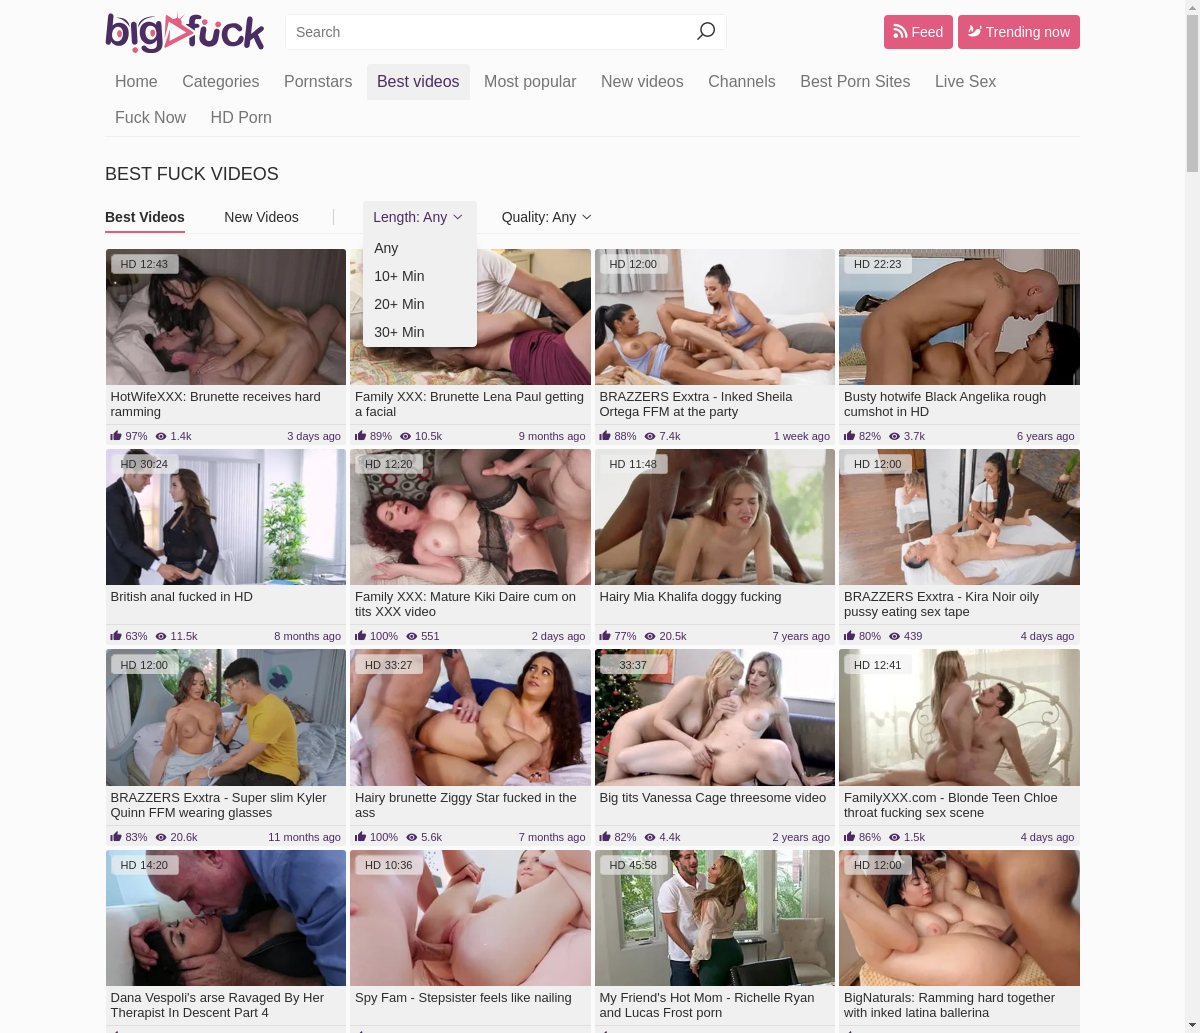 bigfuck
Search
Feed
Trending now
Home Categories Pornstars Best videos Most popular New videos Channels Best Porn Sites Live Sex
Fuck Now HD Porn
BEST FUCK VIDEOS
Best Videos New Videos Length: Any Quality: Any
Any
10+ Min
20+ Min
30+ Min
HD 12:43
HotWifeXXX: Brunette receives hard
ramming
97% 1.4k 3 days ago
Family XXX: Brunette Lena Paul getting
a facial
89% 10.5k 9 months ago
HD 12:00
BRAZZERS Exxtra - Inked Sheila
Ortega FFM at the party
88% 7.4k 1 week ago
HD 22:23
Busty hotwife Black Angelika rough
cumshot in HD
82% 3.7k 6 years ago
HD 30:24
British anal fucked in HD
63% 11.5k 8 months ago
HD 12:20
Family XXX: Mature Kiki Daire cum on
tits XXX video
100% 551 2 days ago
HD 11:48
Hairy Mia Khalifa doggy fucking
77% 20.5k 7 years ago
HD 12:00
BRAZZERS Exxtra - Kira Noir oily
pussy eating sex tape
80% 439 4 days ago
HD 12:00
BRAZZERS Exxtra - Super slim Kyler
Quinn FFM wearing glasses
83% 20.6k 11 months ago
HD 33:27
Hairy brunette Ziggy Star fucked in the
ass
100% 5.6k 7 months ago
33:37
Big tits Vanessa Cage threesome video
82% 4.4k 2 years ago
HD 12:41
FamilyXXX.com - Blonde Teen Chloe
throat fucking sex scene
86% 1.5k 4 days ago
HD 14:20
Dana Vespoli's arse Ravaged By Her
Therapist In Descent Part 4
HD 10:36
Spy Fam - Stepsister feels like nailing
HD 45:58
My Friend's Hot Mom - Richelle Ryan
and Lucas Frost porn
HD 12:00
BigNaturals: Ramming hard together
with inked latina ballerina